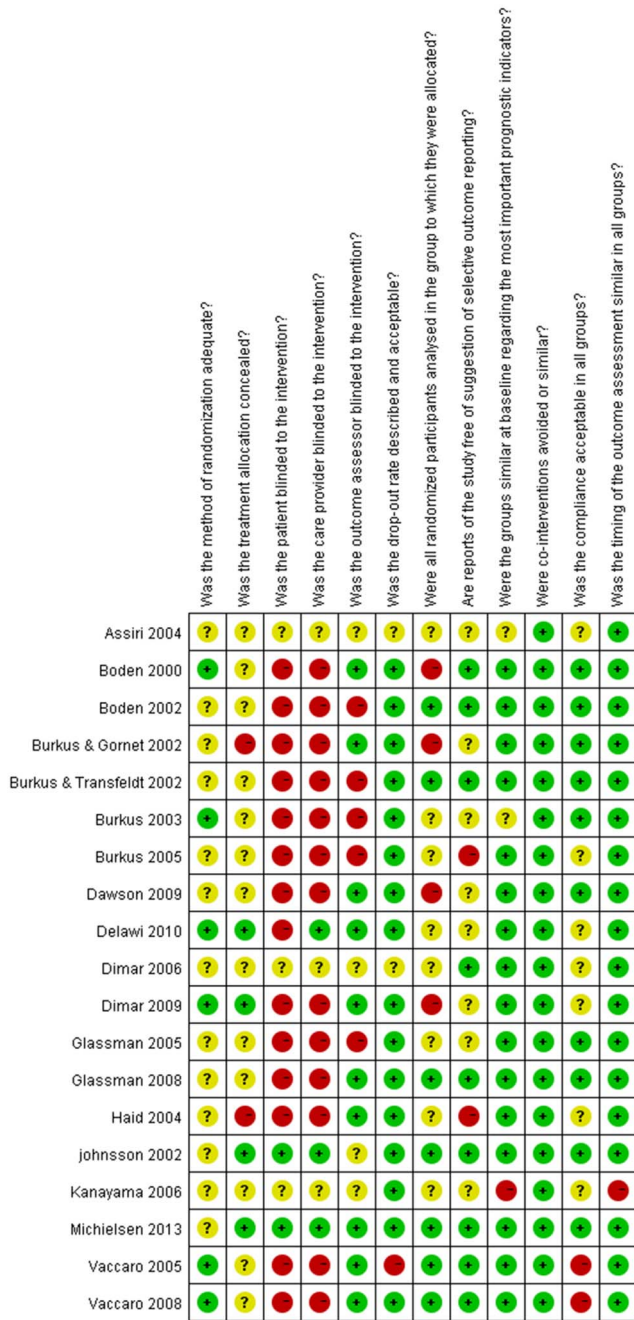 Was the method of randomization adequate?
Was the treatment allocation concealed?
Was the patient blinded to the intervention?
Was the care provider blinded to the intervention?
Was the outcome assessor blinded to the intervention?
Was the drop-out rate described and acceptable?
Were all randomized participants analysed in the group to which they were allocated?
Are reports of the study free of suggestion of selective outcome reporting?
Were the groups similar at baseline regarding the most important prognostic indicators?
Were co-interventions avoided or similar?
Was the compliance acceptable in all groups?
Was the timing of the outcome assessment similar in all groups?
Assiri 2004 ? ? ? ? ? ? ? ? ? + ? +
Boden 2000 + ? - - + + - + + + + +
Boden 2002 ? ? - - - + + + + + + +
Burkus & Gornet 2002 ? - - - + + - ? + + + +
Burkus & Transfeldt 2002 ? ? - - - + + + + + + +
Burkus 2003 + ? - - - + ? ? ? + + +
Burkus 2005 ? ? - - - + ? - + + ? +
Dawson 2009 ? ? - - + + - ? + + + +
Delawi 2010 + + - + + + ? ? + + ? +
Dimar 2006 ? ? ? ? ? ? ? + + + ? +
Dimar 2009 + + - - + + - ? + + ? +
Glassman 2005 ? ? - - - + ? ? + + + +
Glassman 2008 ? ? - - + + + + + + + +
Haid 2004 ? - - - + + ? - + + ? +
johnsson 2002 ? + + + ? + + + + + + +
Kanayama 2006 ? ? ? ? ? + ? ? - + ? -
Michielsen 2013 ? + + + + + + + + + + +
Vaccaro 2005 + ? - - + - + + + + - +
Vaccaro 2008 + ? - - + + + + + + - +